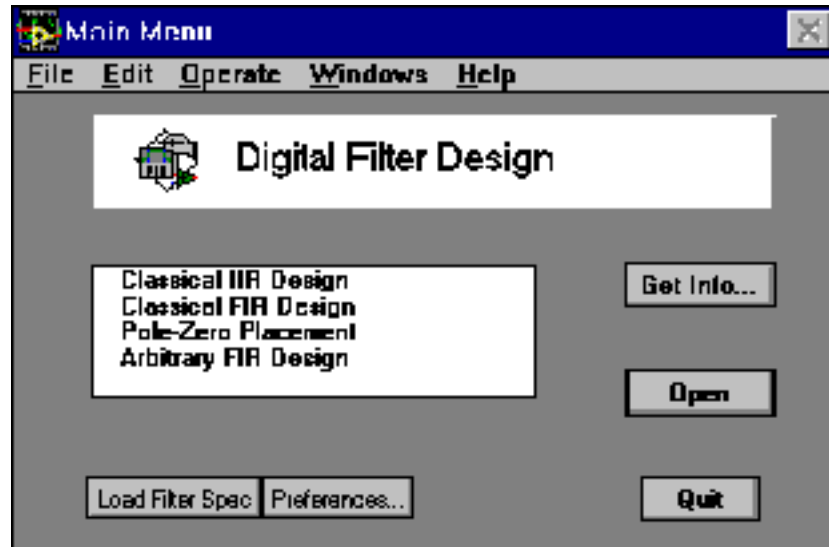 Main Menu
File Edit Operate Windows Help
Digital Filter Design
Classical IIR Design
Classical FIR Design
Pole-Zero Placement
Arbitrary FIR Design
Get Info...
Open
Load Filter Spec Preferences... Quit